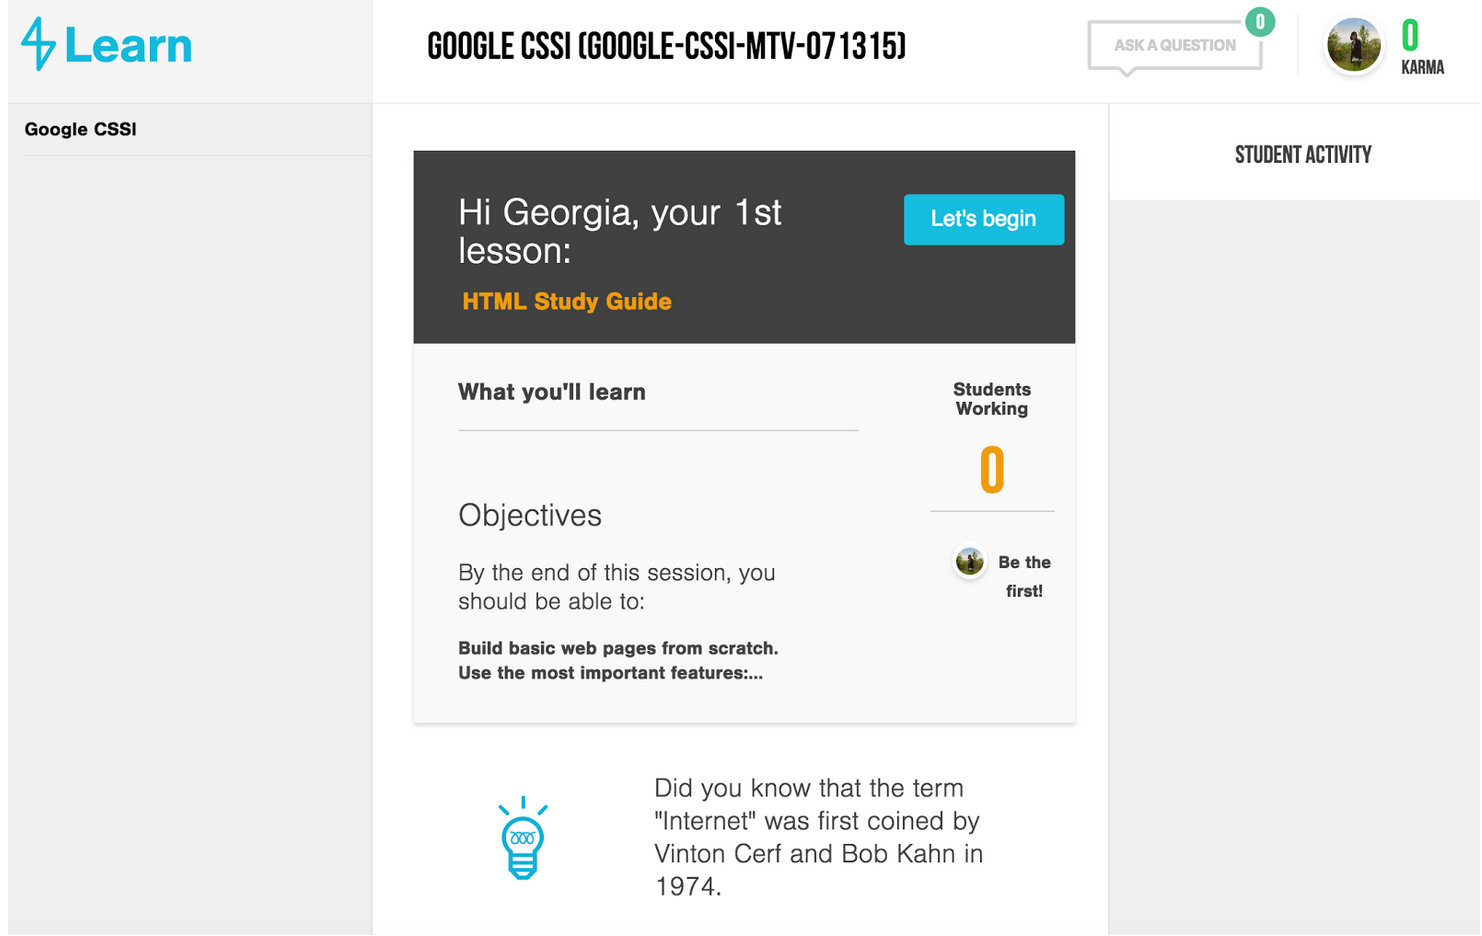 Learn
GOOGLE CSSI (GOOGLE-CSSI-MTV-071315)
ASK A QUESTION
0
0
KARMA
Google CSSI
Hi Georgia, your 1st
lesson:
HTML Study Guide
Let's begin
What you'll learn
Objectives
By the end of this session, you
should be able to:
Build basic web pages from scratch.
Use the most important features:...
Students
Working
0
Be the
first!
Did you know that the term
"Internet" was first coined by
Vinton Cerf and Bob Kahn in
1974.
STUDENT ACTIVITY